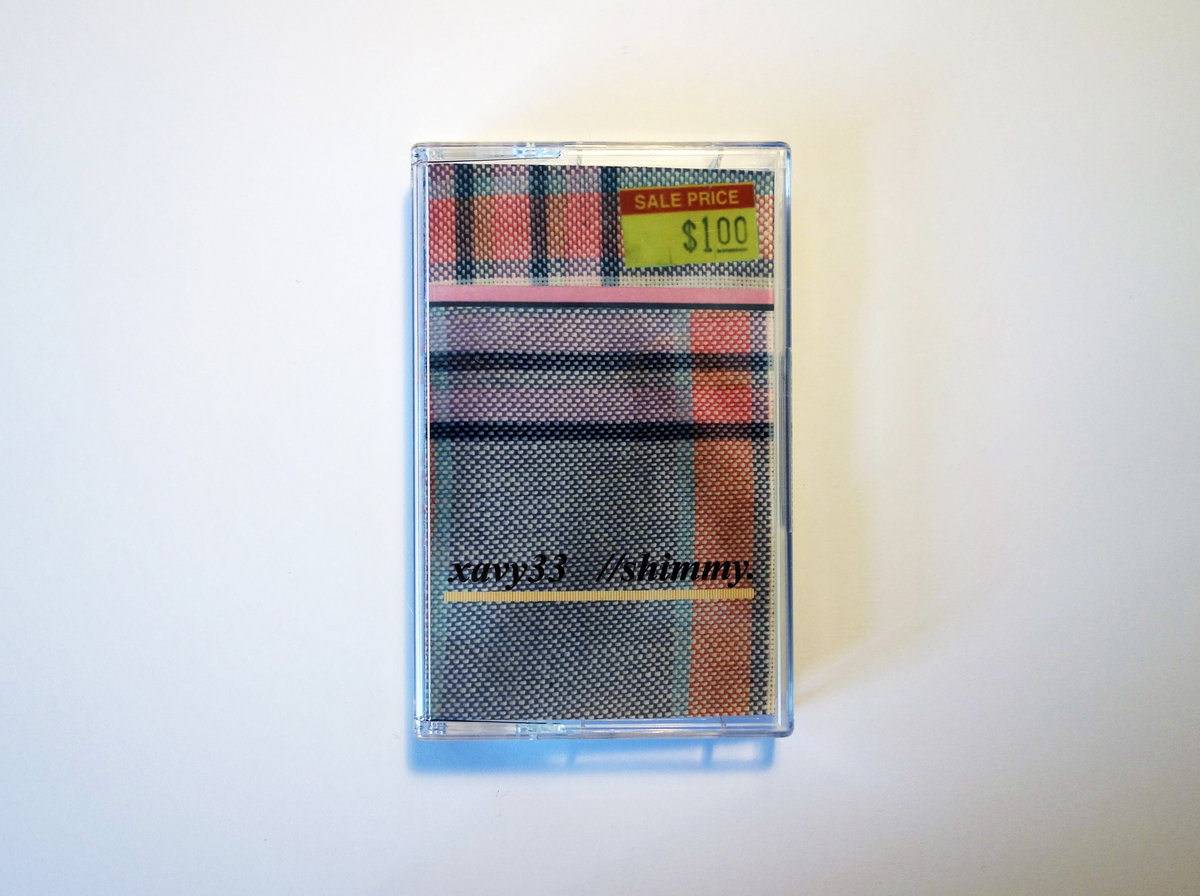 SALE PRICE
$1.00
xavy33 //shimmy.